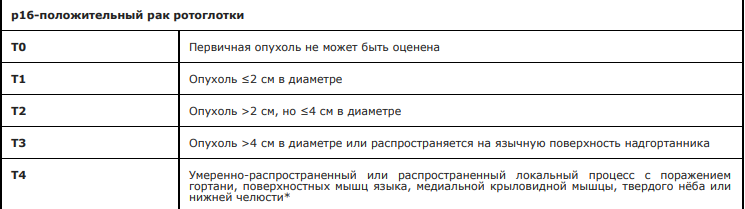 p16-положительный рак ротоглотки
T0 Первичная опухоль не может быть оценена
T1 Опухоль ≤2 см в диаметре
T2 Опухоль >2 см, но ≤4 см в диаметре
T3 Опухоль >4 см в диаметре или распространяется на язычную поверхность надгортанника
T4 Умеренно-распространенный или распространенный локальный процесс с поражением
гортани, поверхностных мышц языка, медиальной крыловидной мышцы, твердого нёба или
нижней челюсти*